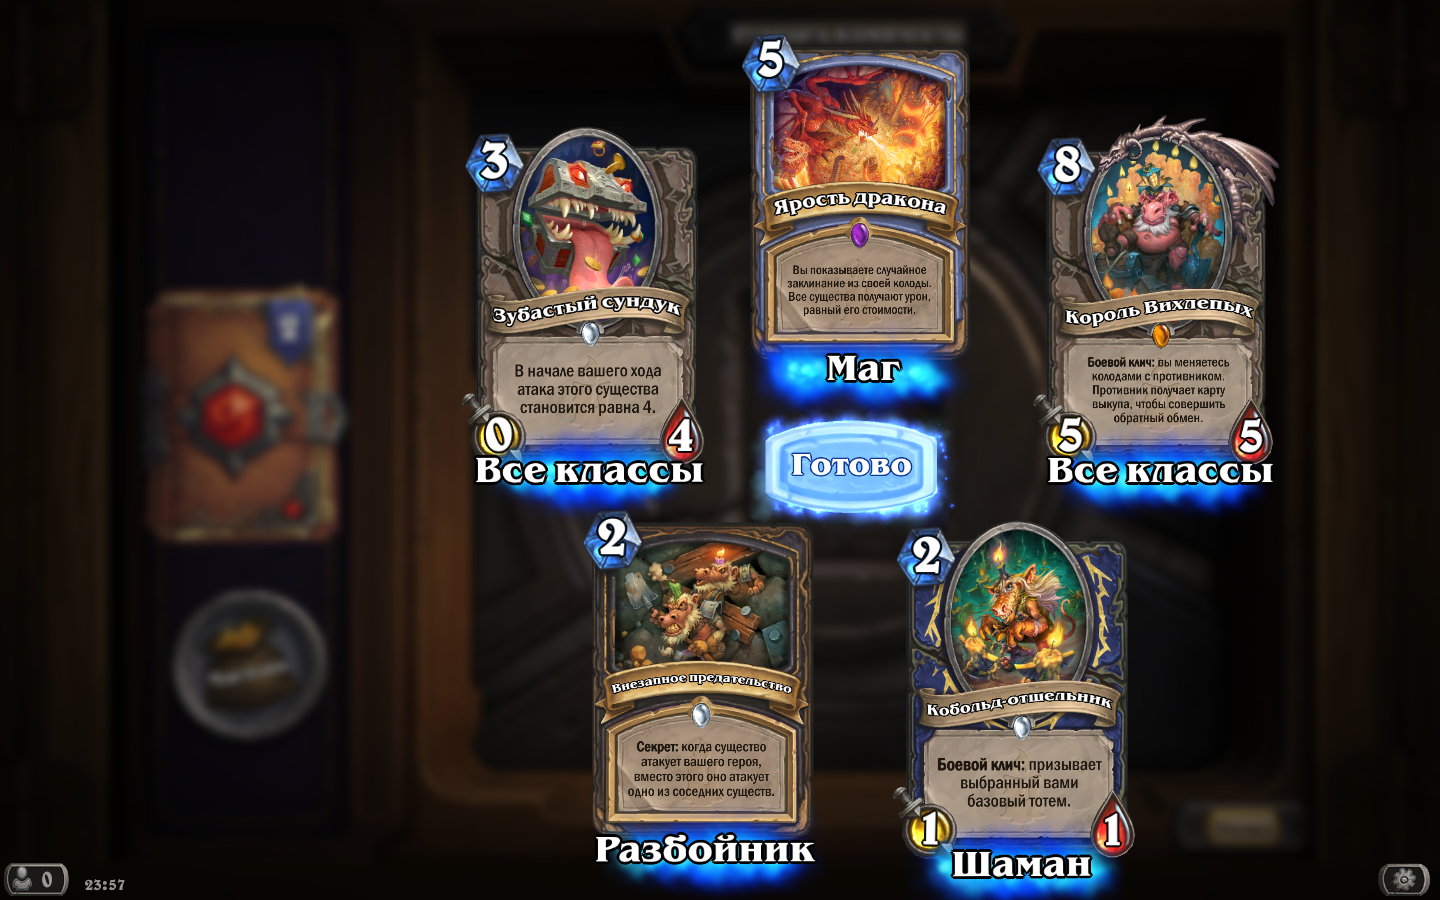 3
Зубастый сундук
В начале вашего хода
атака этого существа
становится равна 4.
0
4
Все классы
5
Ярость дракона
Вы показываете случайное
заклинание из своей колоды.
Все существа получают урон,
равный его стоимости.
Маг
8
Король Вихлепых
Боевой клич: вы меняетесь
колодами с противником.
Противник получает карту
выкупа, чтобы совершить
обратный обмен.
5
5
Все классы
Готово
2
Внезапное предательство
Секрет: когда существо
атакует вашего героя,
вместо этого оно атакует
одно из соседних существ.
Разбойник
2
Кобольд-отшельник
Боевой клич: призывает
выбранный вами
базовый тотем.
1
1
Шаман
0
23:57